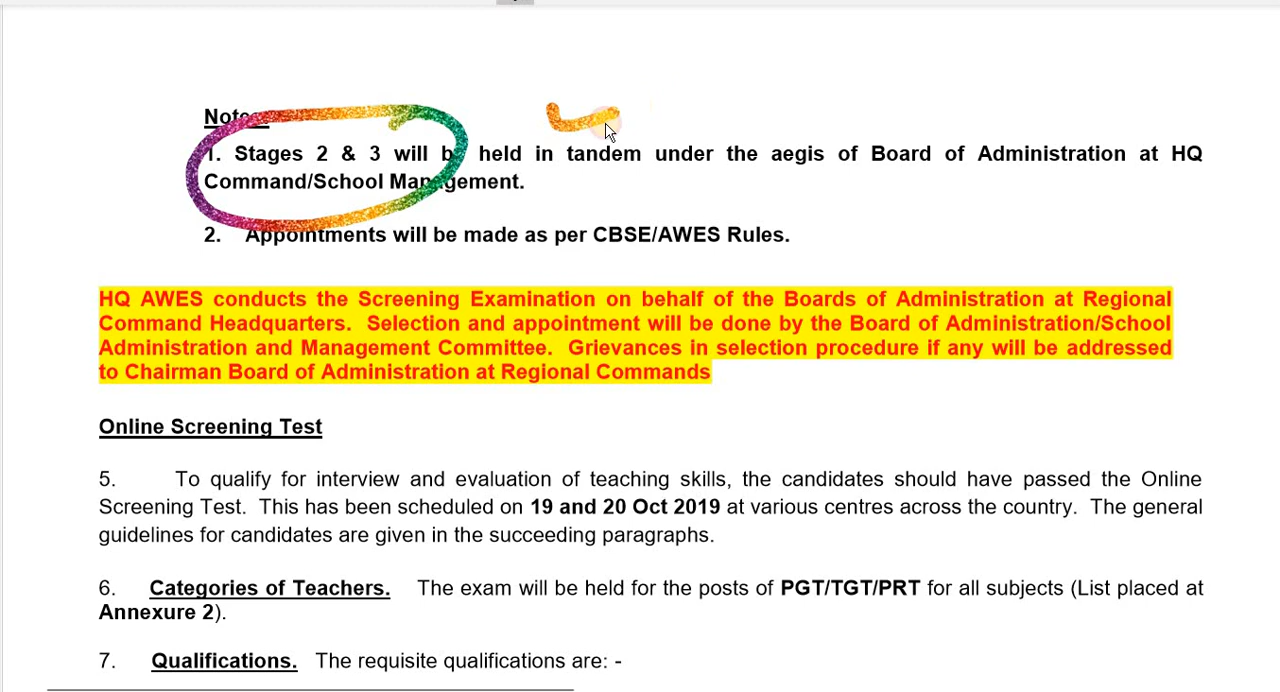 Note
1. Stages 2 & 3 will be held in tandem under the aegis of Board of Administration at HQ
Command/School Management.
2. Appointments will be made as per CBSE/AWES Rules.
HQ AWES conducts the Screening Examination on behalf of the Boards of Administration at Regional
Command Headquarters. Selection and appointment will be done by the Board of Administration/School
Administration and Management Committee. Grievances in selection procedure if any will be addressed
to Chairman Board of Administration at Regional Commands
Online Screening Test
5. To qualify for interview and evaluation of teaching skills, the candidates should have passed the Online
Screening Test. This has been scheduled on 19 and 20 Oct 2019 at various centres across the country. The general
guidelines for candidates are given in the succeeding paragraphs.
6. Categories of Teachers. The exam will be held for the posts of PGT/TGT/PRT for all subjects (List placed at
Annexure 2).
7. Qualifications. The requisite qualifications are: -